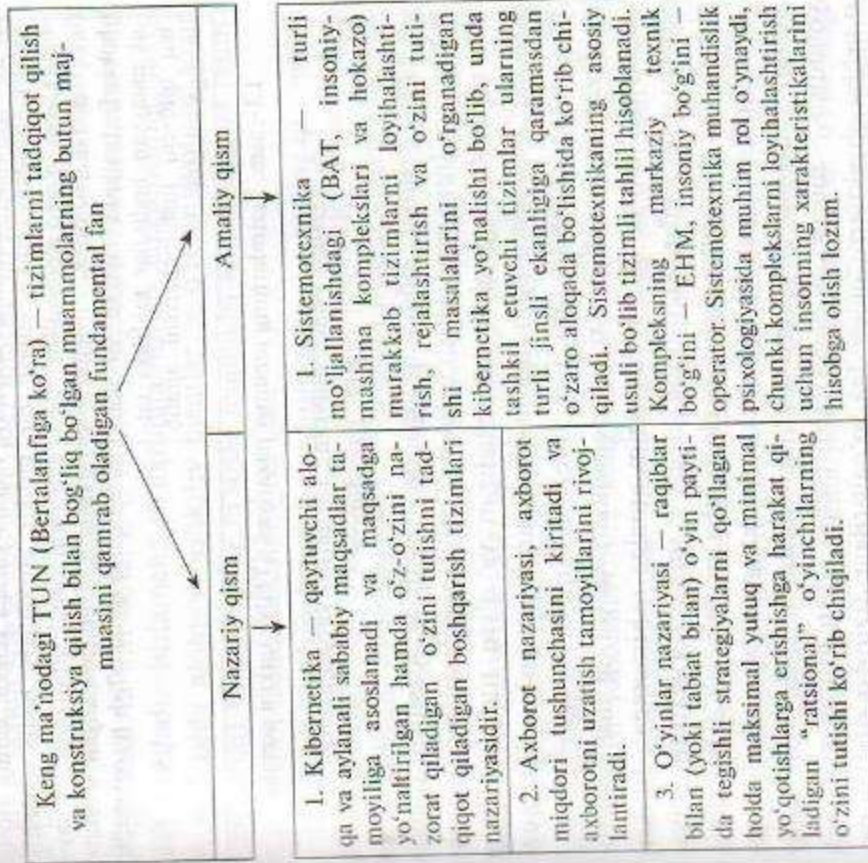 Keng ma'nodagi TUN (Bertalanfiga ko'ra) — tizimlarni tadqiqot qilish
va konstruksiya qilish bilan bog'liq bo'lgan muammolarning butun maj-
muasini qamrab oladigan fundamental fan
Nazariy qism
Amaliy qism
1. Kibernetika — qaytuvchi alo-
qa va aylanali sababiy maqsadlar ta-
moyiliga asoslanadi va maqsadga
yo'naltirilgan hamda o'z-o'zini na-
zorat qiladigan o'zini tutishni tad-
qiqot qiladigan boshqarish tizimlari
nazariyasidir.
2. Axborot nazariyasi, axborot
miqdori tushunchasini kiritadi va
axborotni uzatish tamoyillarini rivoj-
lantiradi.
3. O'yinlar nazariyasi — raqiblar
bilan (yoki tabiat bilan) o'yin payti-
da tegishli strategiyalarni qo'llagan
holda maksimal yutuq va minimal
yo'qotishlarga erishishga harakat qi-
ladigan "ratsional" o'yinchilarning
o'zini tutishi ko'rib chiqiladi.
1. Sistemotexnika — turli
mo'ljallanishdagi (BAT, insoniy-
mashina komplekslari va hokazo)
murakkab tizimlarni loyihalashti-
rish, rejalashtirish va o'zini tuti-
shi masalalarini o'rganadigan
kibernetika yo'nalishi bo'lib, unda
tashkil etuvchi tizimlar ularning
turli jinsli ekanligiga qaramasdan
o'zaro aloqada bo'lishida ko'rib chi-
qiladi. Sistemotexnikaning asosiy
usuli bo'lib tizimli tahlil hisoblanadi.
Kompleksning markaziy texnik
bo'g'ini — EHM, insoniy bo'g'ini —
operator. Sistemotexnika muhandislik
psixologiyasida muhim rol o'ynaydi,
chunki komplekslarni loyihalashtirish
uchun insonning xarakteristikalarini
hisobga olish lozim.